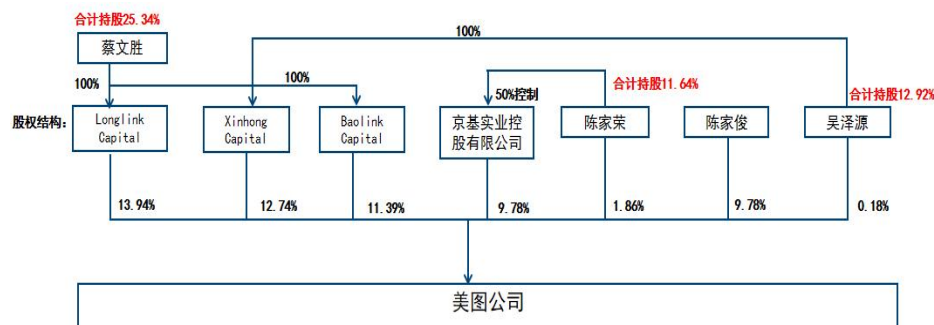 合计持股25.34%
蔡文胜
100%
100%
100%
50%控制
合计持股11.64%
合计持股12.92%
股权结构：
Longlink
Capital
Xinhong
Capital
Baolink
Capital
京基实业控
股有限公司
陈家荣
陈家俊
吴泽源
13.94%
12.74%
11.39%
9.78%
1.86%
9.78%
0.18%
美图公司